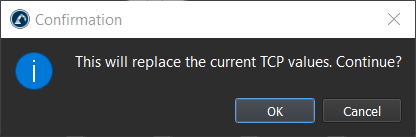 Confirmation
This will replace the current TCP values. Continue?
OK
Cancel